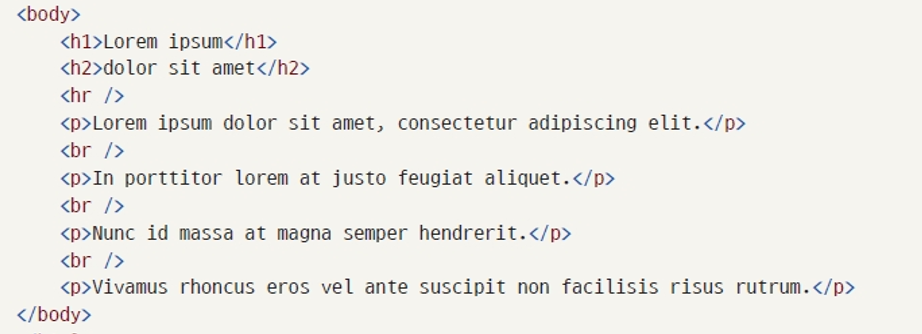 <body>
<h1>Lorem ipsum</h1>
<h2>dolor sit amet</h2>
<hr />
<p>Lorem ipsum dolor sit amet, consectetur adipiscing elit.</p>
<br />
<p>In porttitor lorem at justo feugiat aliquet.</p>
<br />
<p>Nunc id massa at magna semper hendrerit.</p>
<br />
<p>Vivamus rhoncus eros vel ante suscipit non facilisis risus rutrum.</p>
</body>